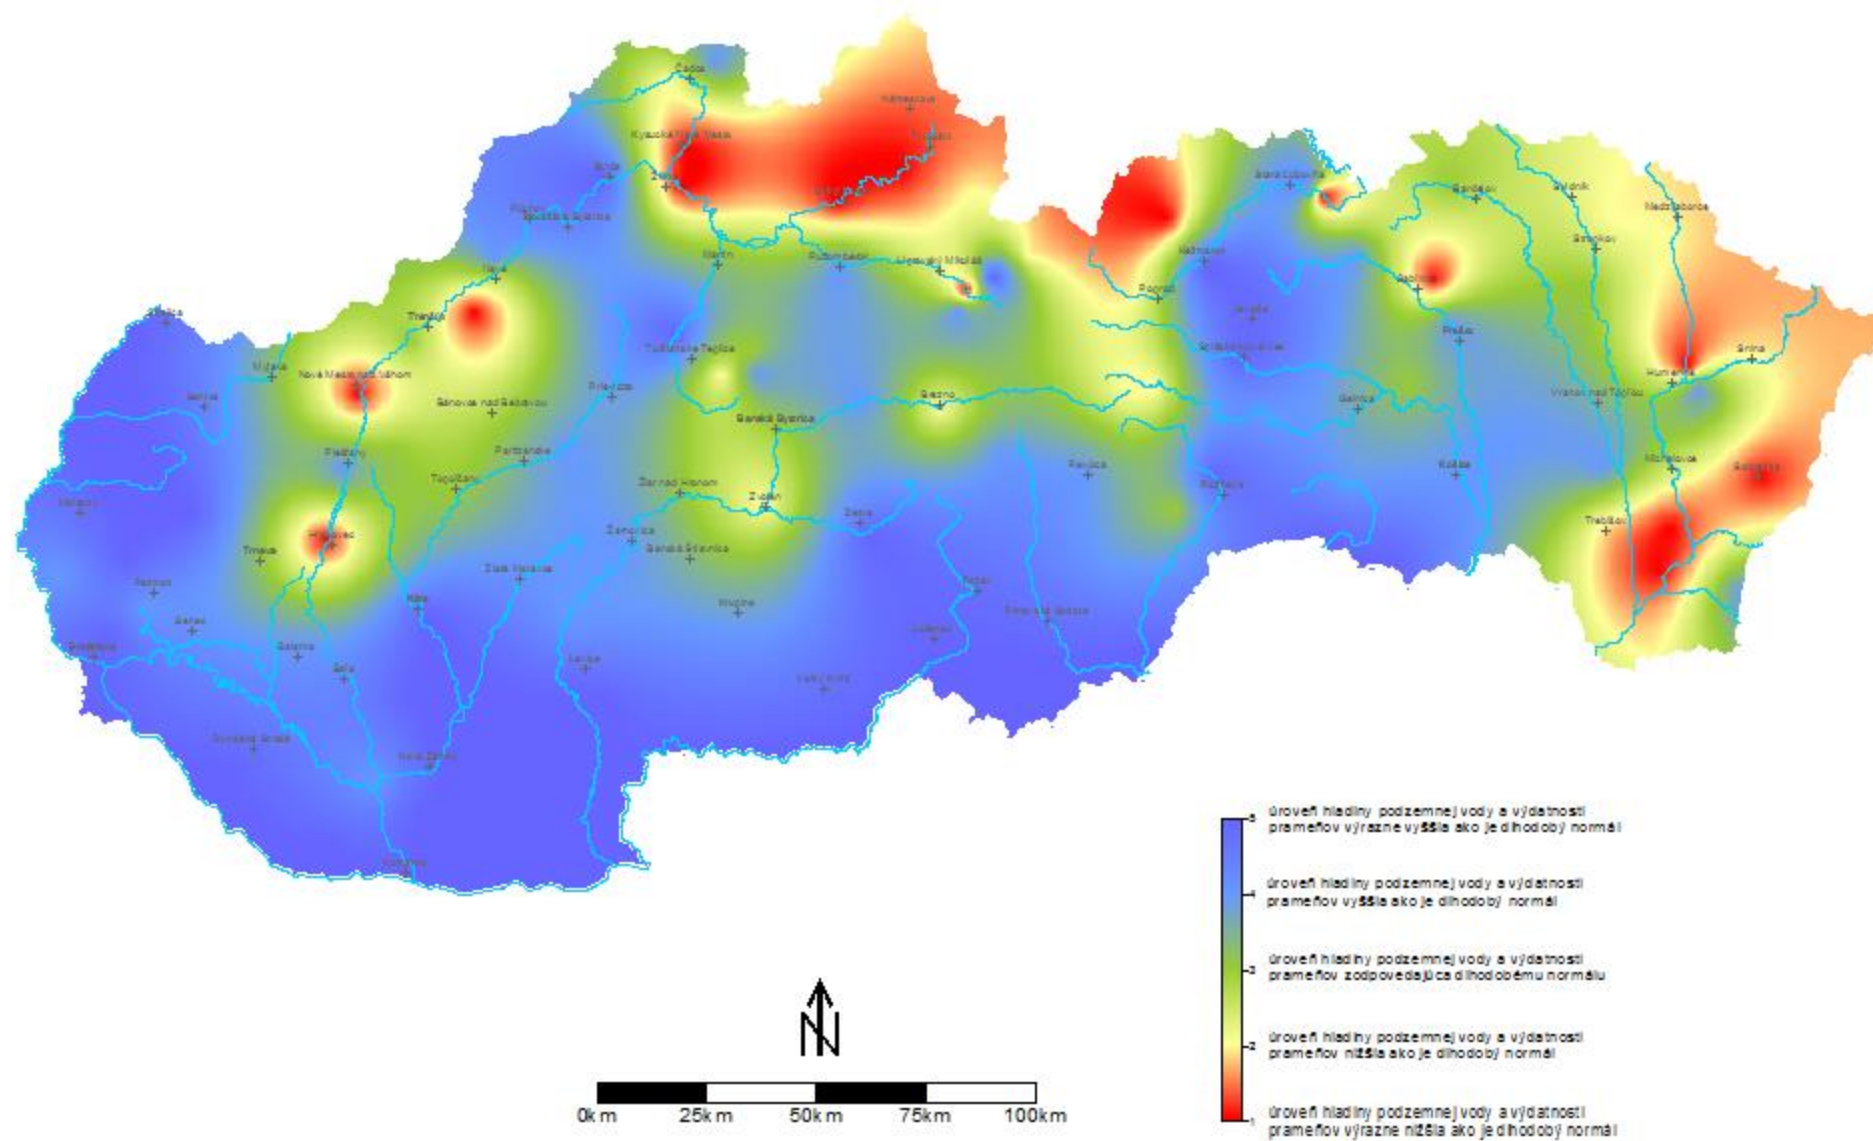 Čadca
Námestovo
Kysucké Nové Mesto
Bytča
Žilina
Stará Ľubovňa
Bardejov
Svidník
Medzilaborce
Považská Bystrica
Stropkov
Martin
Ružomberok
Liptovský Mikuláš
Kežmarok
Poprad
Ilava
Sabinov
Skalica
Trenčín
Levoča
Prešov
Turčianske Teplice
Spišská Nová Ves
Snina
Myjava
Nové Mesto nad Váhom
Humenné
Senica
Prievidza
Bánovce nad Bebravou
Brezno
Gelnica
Vranov nad Topľou
Banská Bystrica
Piešťany
Partizánske
Topoľčany
Revúca
Košice
Michalovce
Sobrance
Žiar nad Hronom
Zvolen
Rožňava
Malacky
Detva
Trebišov
Hlohovec
Trnava
Žarnovica
Banská Štiavnica
Zlaté Moravce
Pezinok
Nitra
Krupina
Poltár
Rimavská Sobota
Senec
Lučenec
Bratislava
Galanta
Šaľa
Levice
Veľký Krtíš
Dunajská Streda
Nové Zámky
Komárno
5
úroveň hladiny podzemnej vody a výdatnosti
prameňov výrazne vyššia ako je dlhodobý normál
4
úroveň hladiny podzemnej vody a výdatnosti
prameňov vyššia ako je dlhodobý normál
3
úroveň hladiny podzemnej vody a výdatnosti
prameňov zodpovedajúca dlhodobému normálu
2
úroveň hladiny podzemnej vody a výdatnosti
prameňov nižšia ako je dlhodobý normál
1
úroveň hladiny podzemnej vody a výdatnosti
prameňov výrazne nižšia ako je dlhodobý normál
N
0km 25km 50km 75km 100km